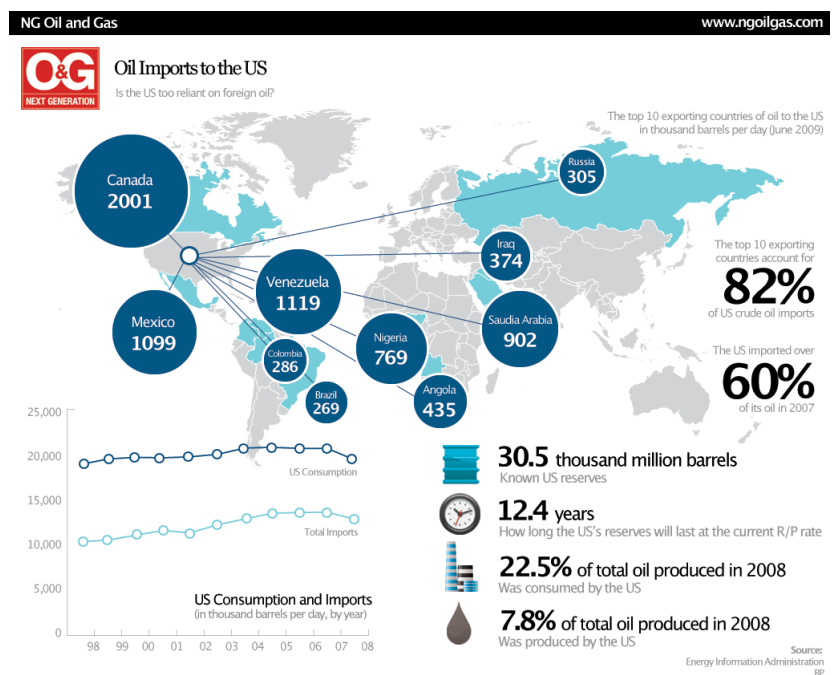 NG Oil and Gas
www.ngoilgas.com
O&G
NEXT GENERATION
Oil Imports to the US
Is the US too reliant on foreign oil?
The top 10 exporting countries of oil to the US
in thousand barrels per day (June 2009)
Canada
2001
Russia
305
Iraq
374
Venezuela
1119
Mexico
1099
Saudia Arabia
902
Nigeria
769
Colombia
286
Angola
435
Brazil
269
The top 10 exporting
countries account for
82%
of US crude oil imports
The US imported over
60%
of its oil in 2007
25,000
20,000
15,000
10,000
5,000
0
US Consumption
Total Imports
US Consumption and Imports
(in thousand barrels per day, by year)
98 99 00 01 02 03 04 05 06 07 08
30.5 thousand million barrels
Known US reserves
12.4 years
How long the US's reserves will last at the current R/P rate
22.5% of total oil produced in 2008
Was consumed by the US
7.8% of total oil produced in 2008
Was produced by the US
Source:
Energy Information Administration
BP